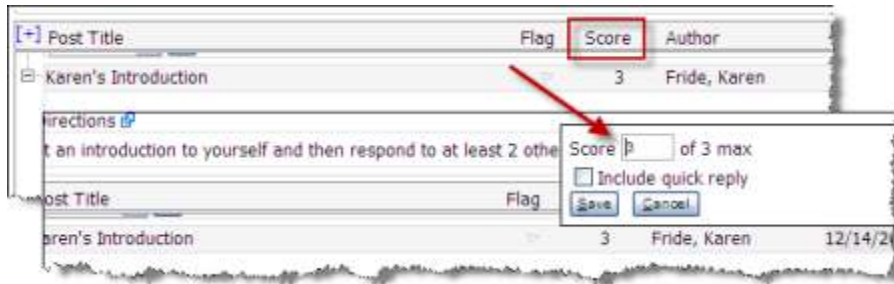 [+] Post Title Flag Score Author
Karen's Introduction 3 Fride, Karen
irections
t an introduction to yourself and then respond to at least 2 othe
Score 3 of 3 max
Include quick reply
Save Cancel
ost Title Flag
aren's Introduction 3 Fride, Karen 12/14/2